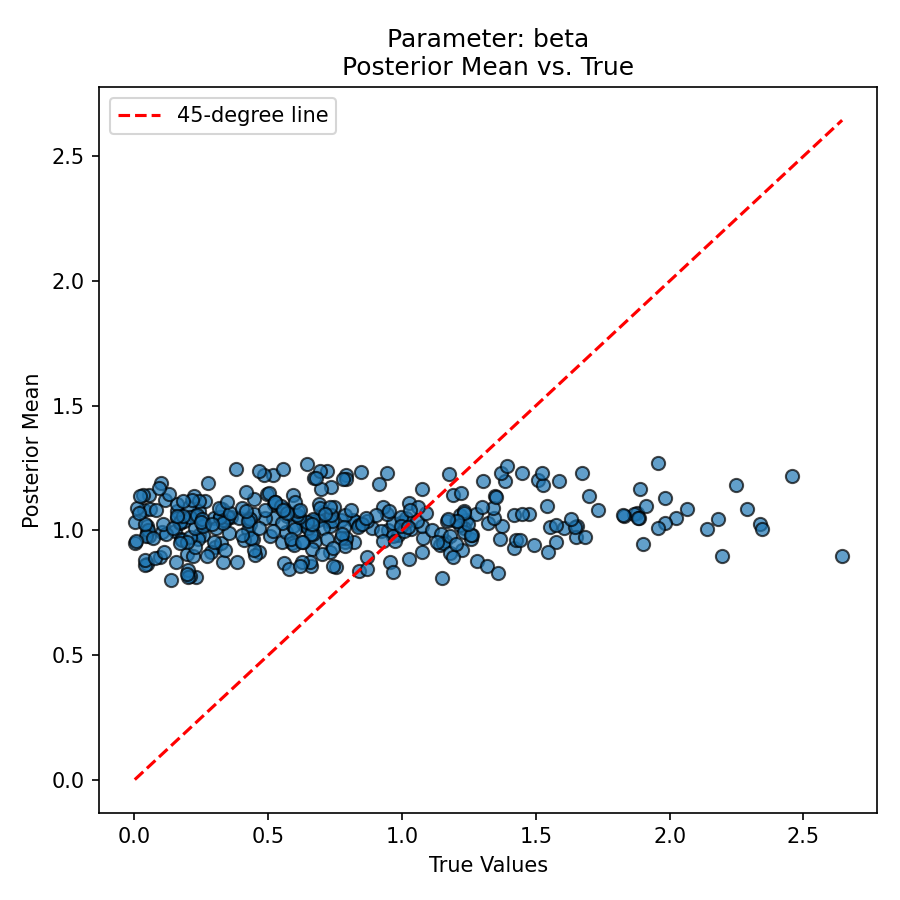 Parameter: beta
Posterior Mean vs. True
45-degree line
2.5
2.0
1.5
1.0
0.5
0.0
Posterior Mean
0.0 0.5 1.0 1.5 2.0 2.5
True Values